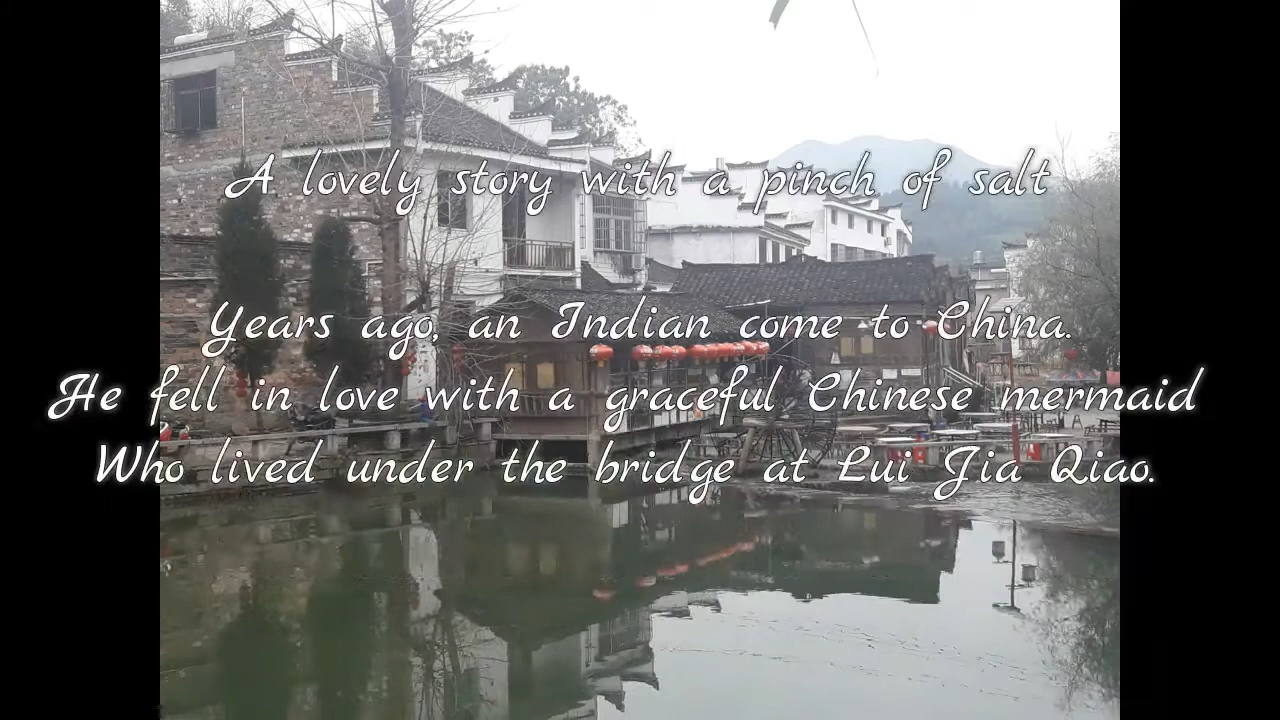 A lovely story with a pinch of salt
Years ago, an Indian come to China.
He fell in love with a graceful Chinese mermaid
Who lived under the bridge at Lui Jia Qiao.